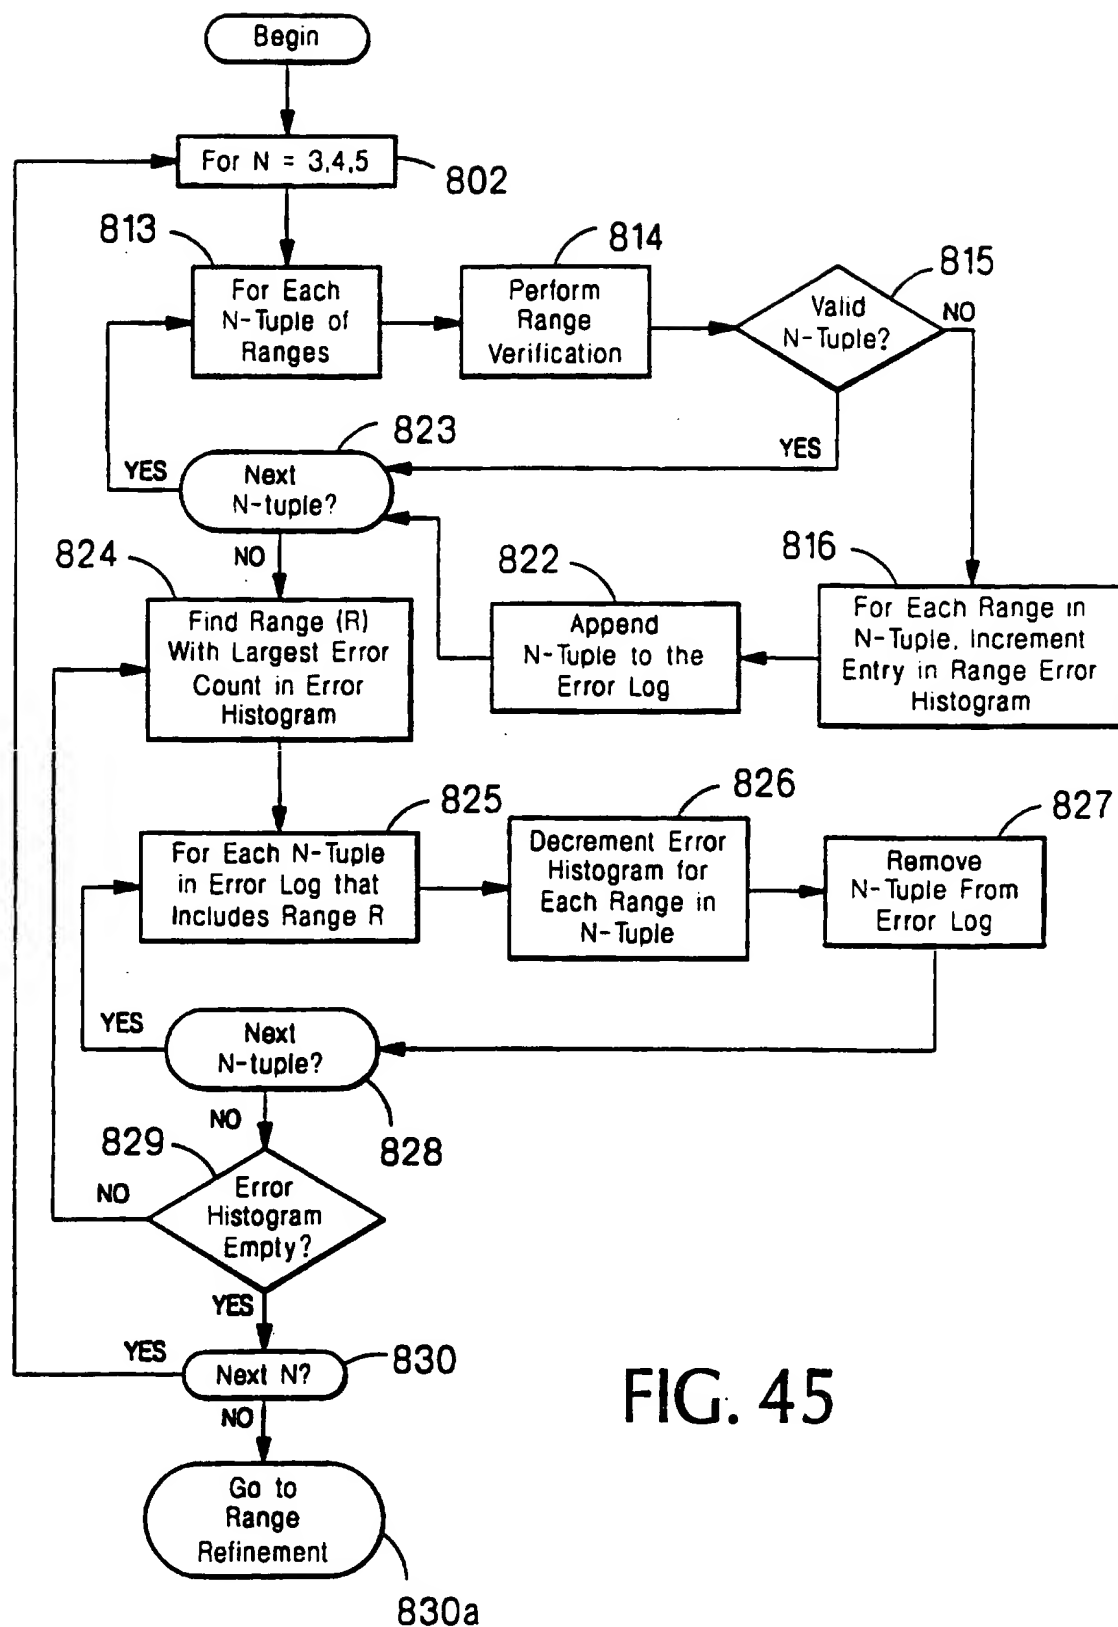 Begin
For N = 3,4,5
802
813
For Each
N-Tuple of
Ranges
814
Perform
Range
Verification
815
Valid
N-Tuple?
NO
YES
823
Next
N-tuple?
YES
NO
824
Find Range (R)
With Largest Error
Count in Error
Histogram
822
Append
N-Tuple to the
Error Log
816
For Each Range in
N-Tuple, Increment
Entry in Range Error
Histogram
825
For Each N-Tuple
in Error Log that
Includes Range R
826
Decrement Error
Histogram for
Each Range in
N-Tuple
827
Remove
N-Tuple From
Error Log
YES
Next
N-tuple?
828
NO
829
Error
Histogram
Empty?
NO
YES
YES
Next N?
830
NO
Go to
Range
Refinement
830a
FIG. 45